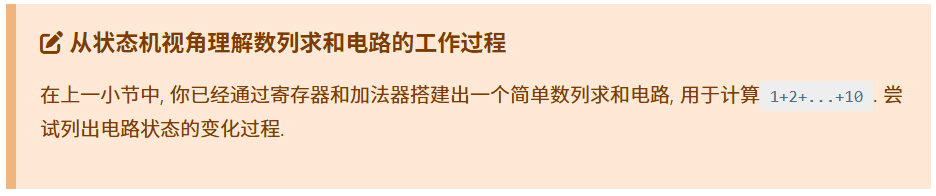 从状态机视角理解数列求和电路的工作过程
在上一小节中, 你已经通过寄存器和加法器搭建出一个简单数列求和电路, 用于计算 1+2+...+10 . 尝
试列出电路状态的变化过程.